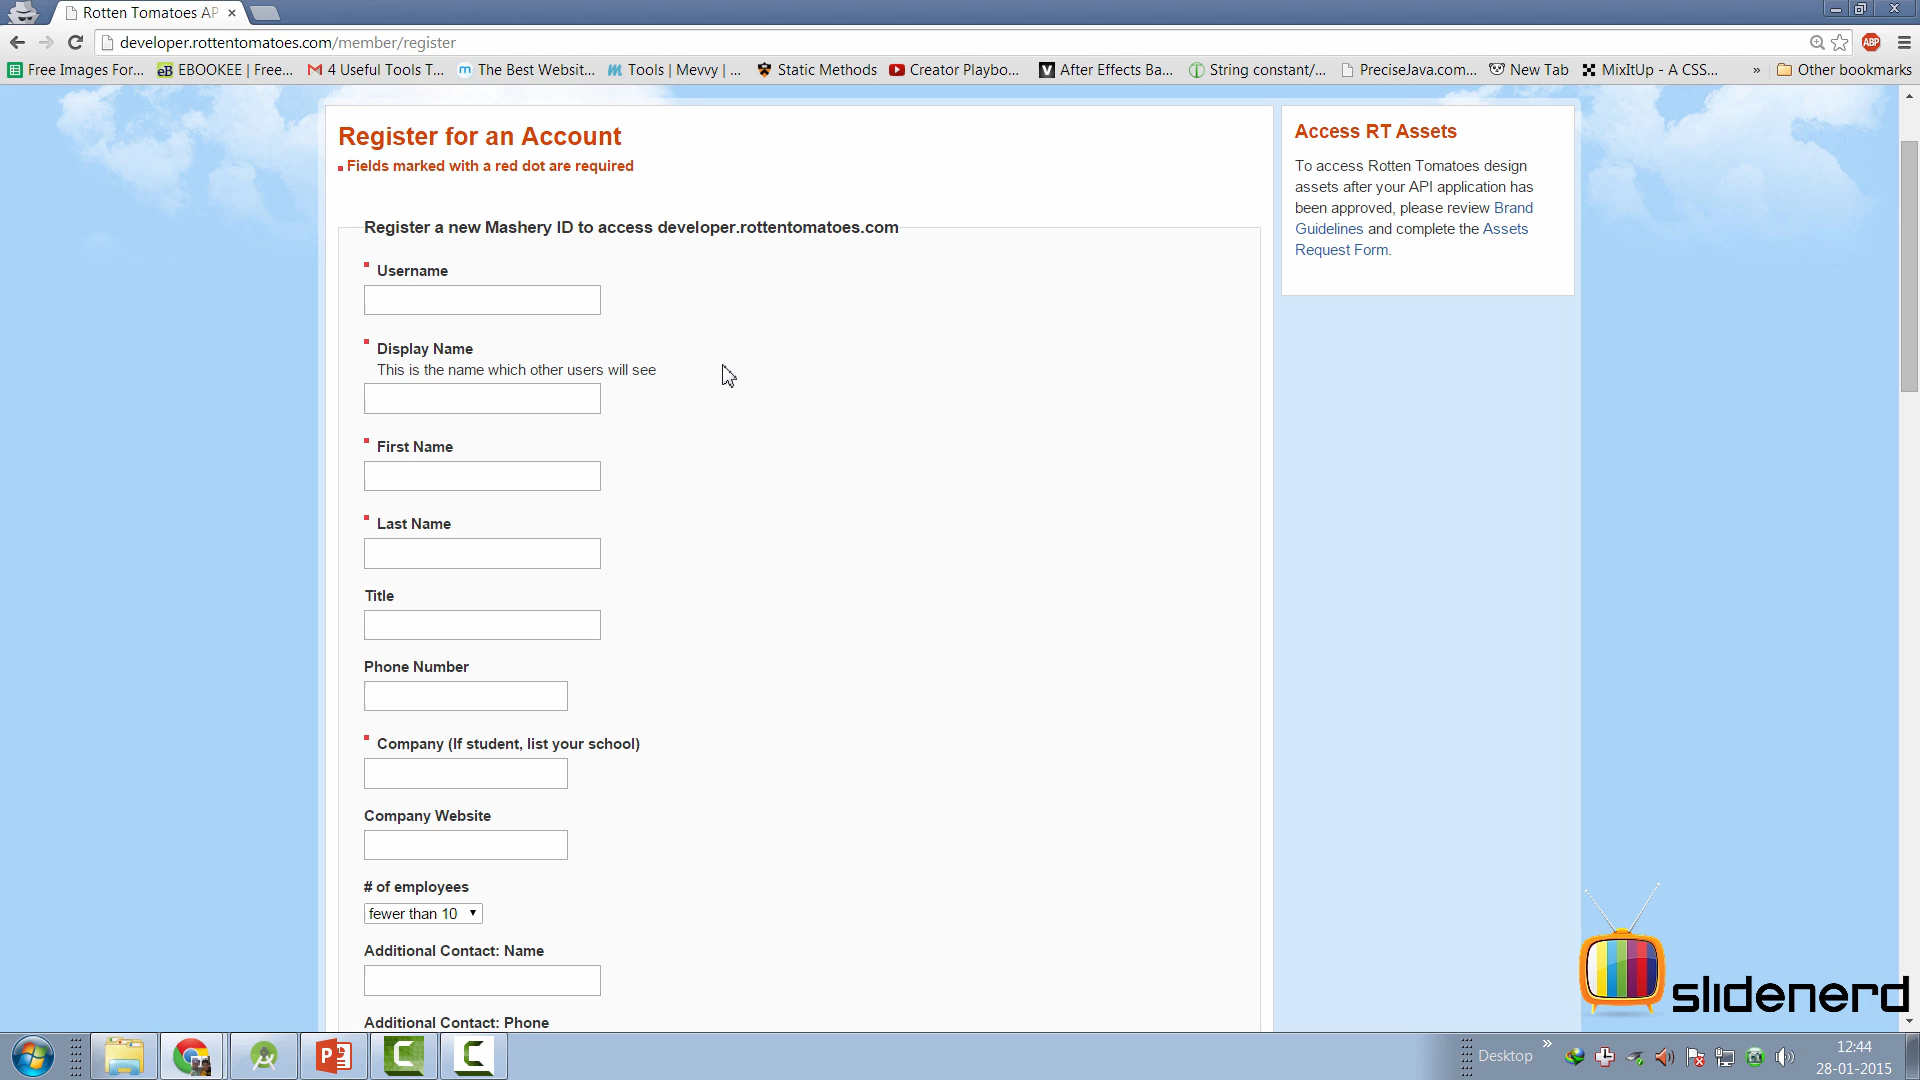 Rotten Tomatoes AP
developer.rottentomatoes.com/member/register
ABP
Free Images For...
EBOOKEE | Free...
4 Useful Tools T...
The Best Websit...
Tools | Mevvy | ...
Static Methods
Creator Playbo...
After Effects Ba...
String constant/...
PreciseJava.com...
New Tab
MixItUp - A CSS...
»
Other bookmarks
Register for an Account
Fields marked with a red dot are required
Register a new Mashery ID to access developer.rottentomatoes.com
Username
Display Name
This is the name which other users will see
First Name
Last Name
Title
Phone Number
Company (If student, list your school)
Company Website
# of employees
fewer than 10
Additional Contact: Name
Additional Contact: Phone
Access RT Assets
To access Rotten Tomatoes design
assets after your API application has
been approved, please review Brand
Guidelines and complete the Assets
Request Form.
slidenerd
Desktop
»
12:44
28-01-2015